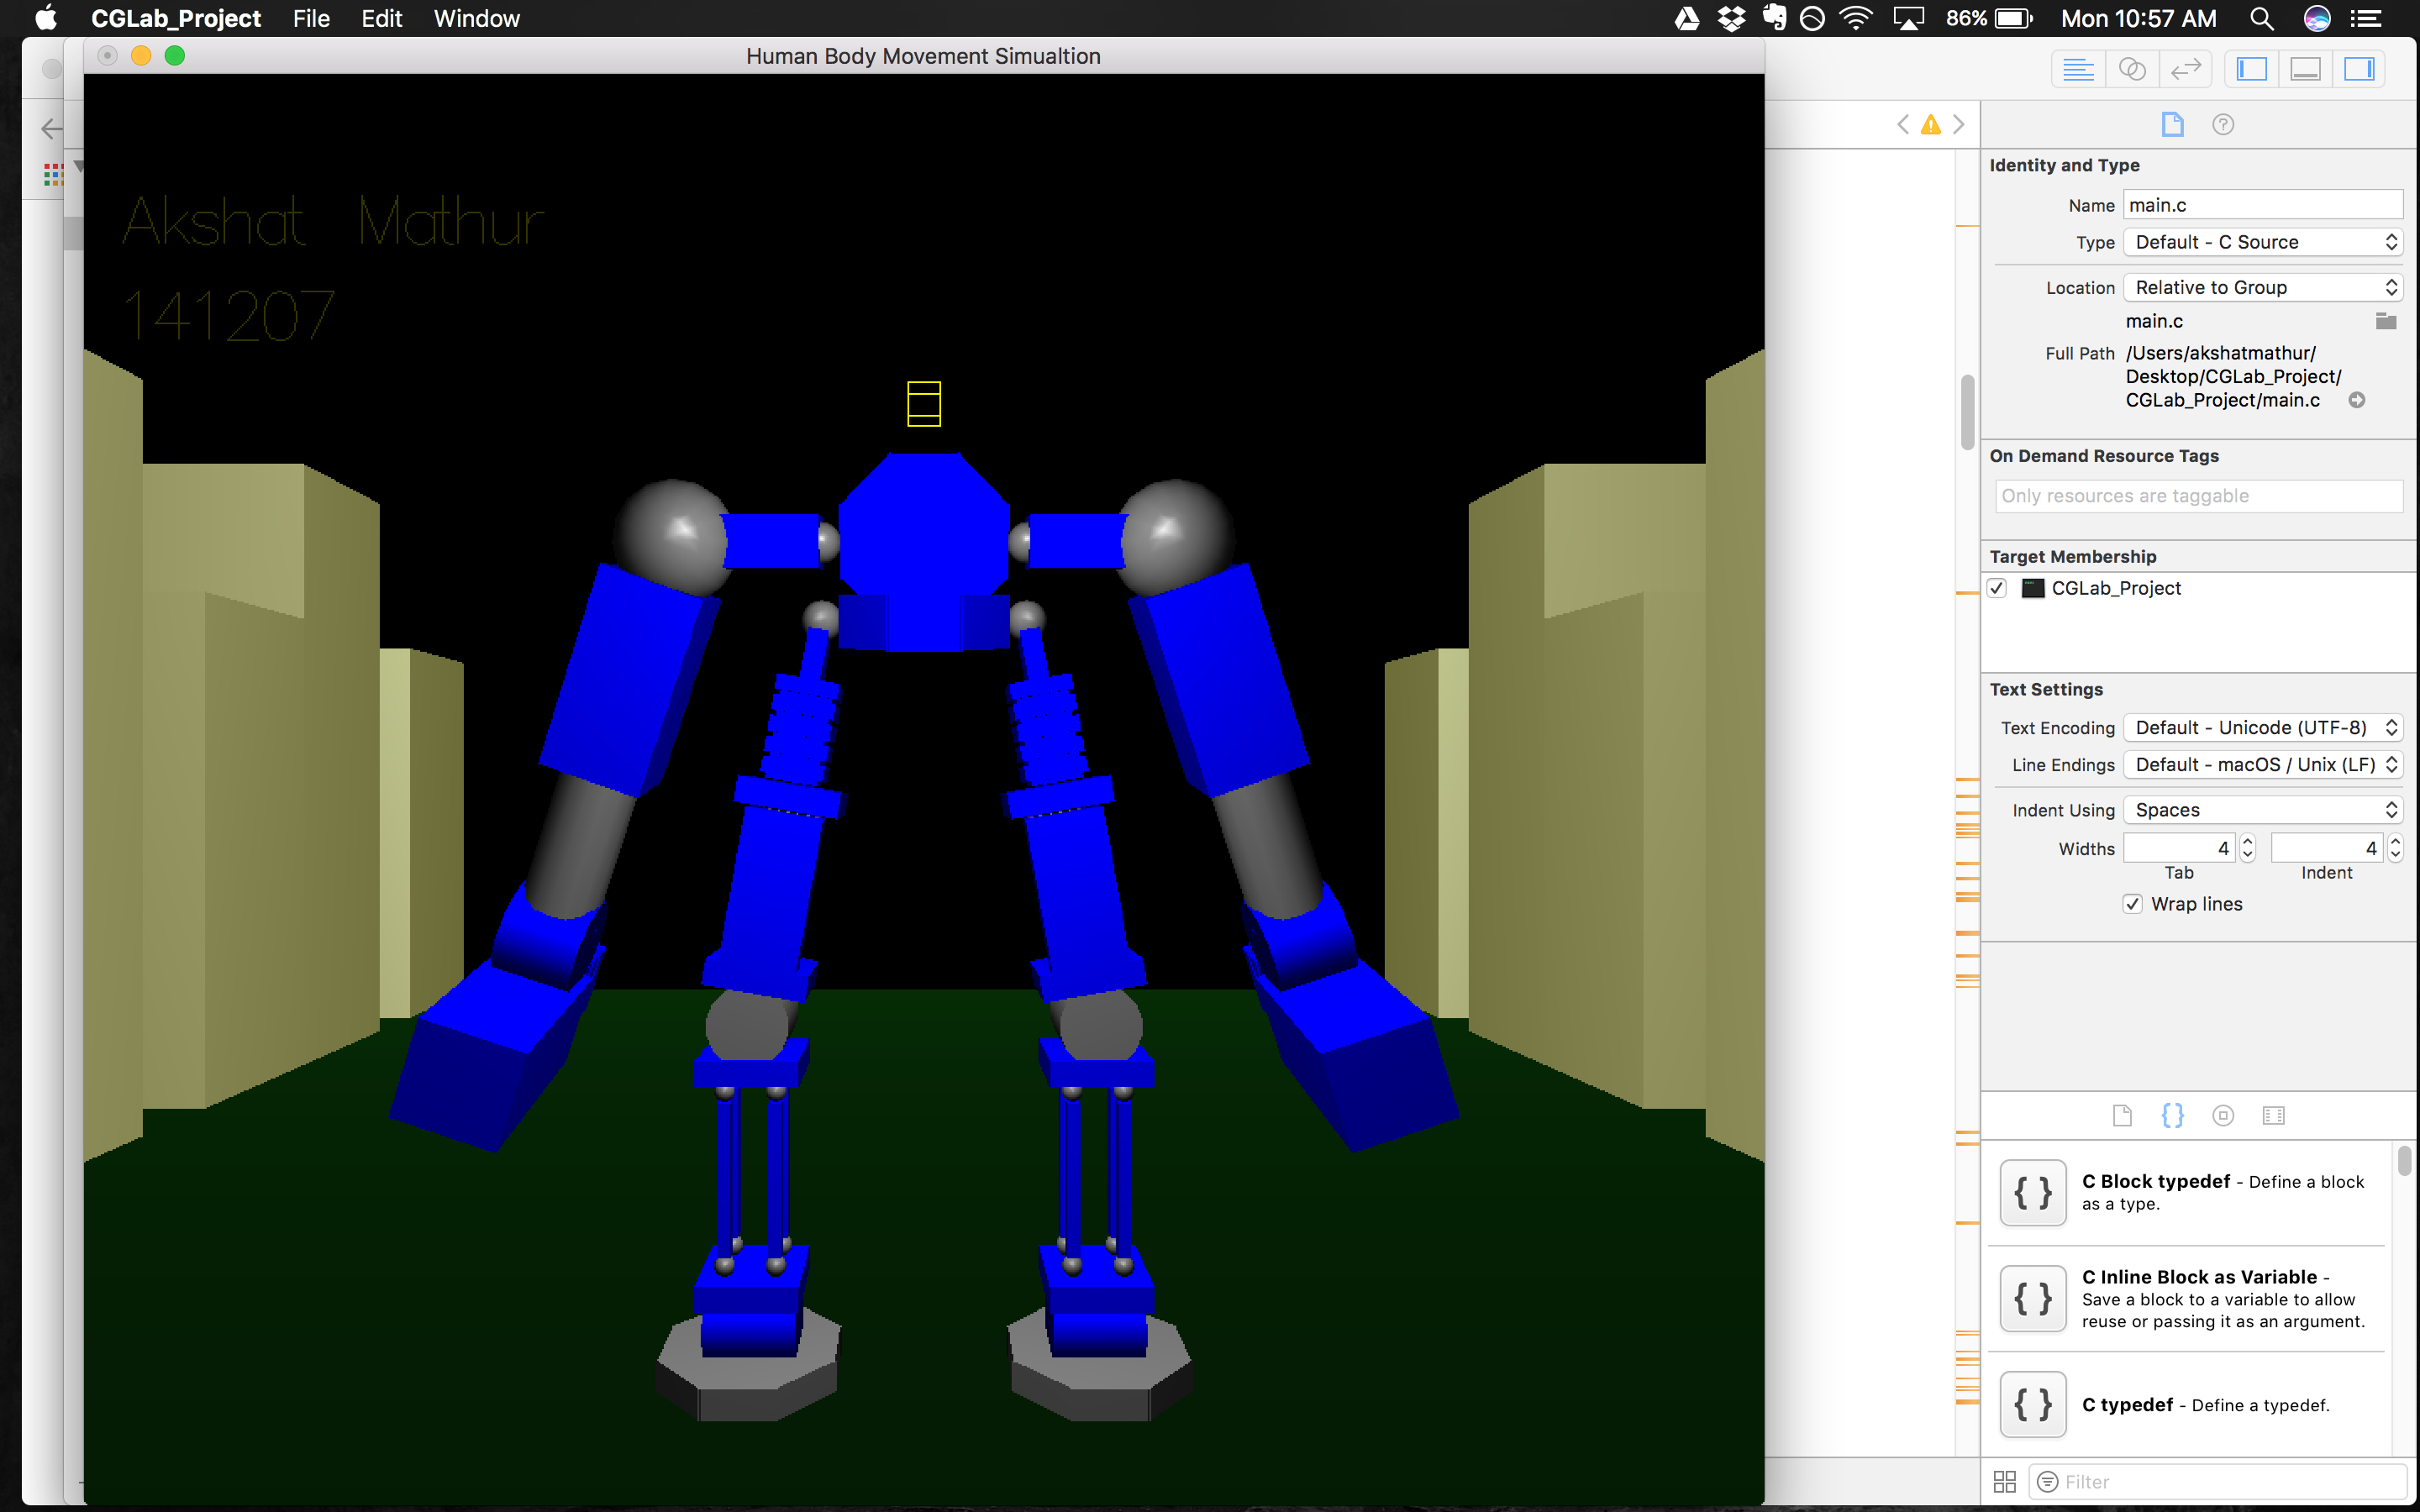 CGLab_Project File Edit Window 86% Mon 10:57 AM
Human Body Movement Simualtion
Akshat Mathur
141207
Identity and Type
Name main.c
Type Default - C Source
Location Relative to Group
main.c
Full Path /Users/akshatmathur/
Desktop/CGLab_Project/
CGLab_Project/main.c
On Demand Resource Tags
Only resources are taggable
Target Membership
CGLab_Project
Text Settings
Text Encoding Default - Unicode (UTF-8)
Line Endings Default - macOS / Unix (LF)
Indent Using Spaces
Widths 4 4
Tab Indent
Wrap lines
{ } C Block typedef - Define a block
as a type.
{ } C Inline Block as Variable -
Save a block to a variable to allow
reuse or passing it as an argument.
{ } C typedef - Define a typedef.
Filter